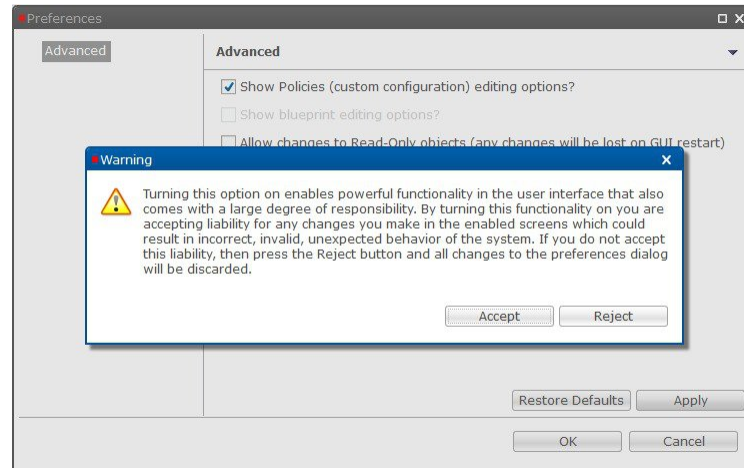 Preferences
Advanced
Advanced
Show Policies (custom configuration) editing options?
Show blueprint editing options?
Allow changes to Read-Only objects (any changes will be lost on GUI restart)
Warning
Turning this option on enables powerful functionality in the user interface that also
comes with a large degree of responsibility. By turning this functionality on you are
accepting liability for any changes you make in the enabled screens which could
result in incorrect, invalid, unexpected behavior of the system. If you do not accept
this liability, then press the Reject button and all changes to the preferences dialog
will be discarded.
Accept Reject
Restore Defaults Apply
OK Cancel